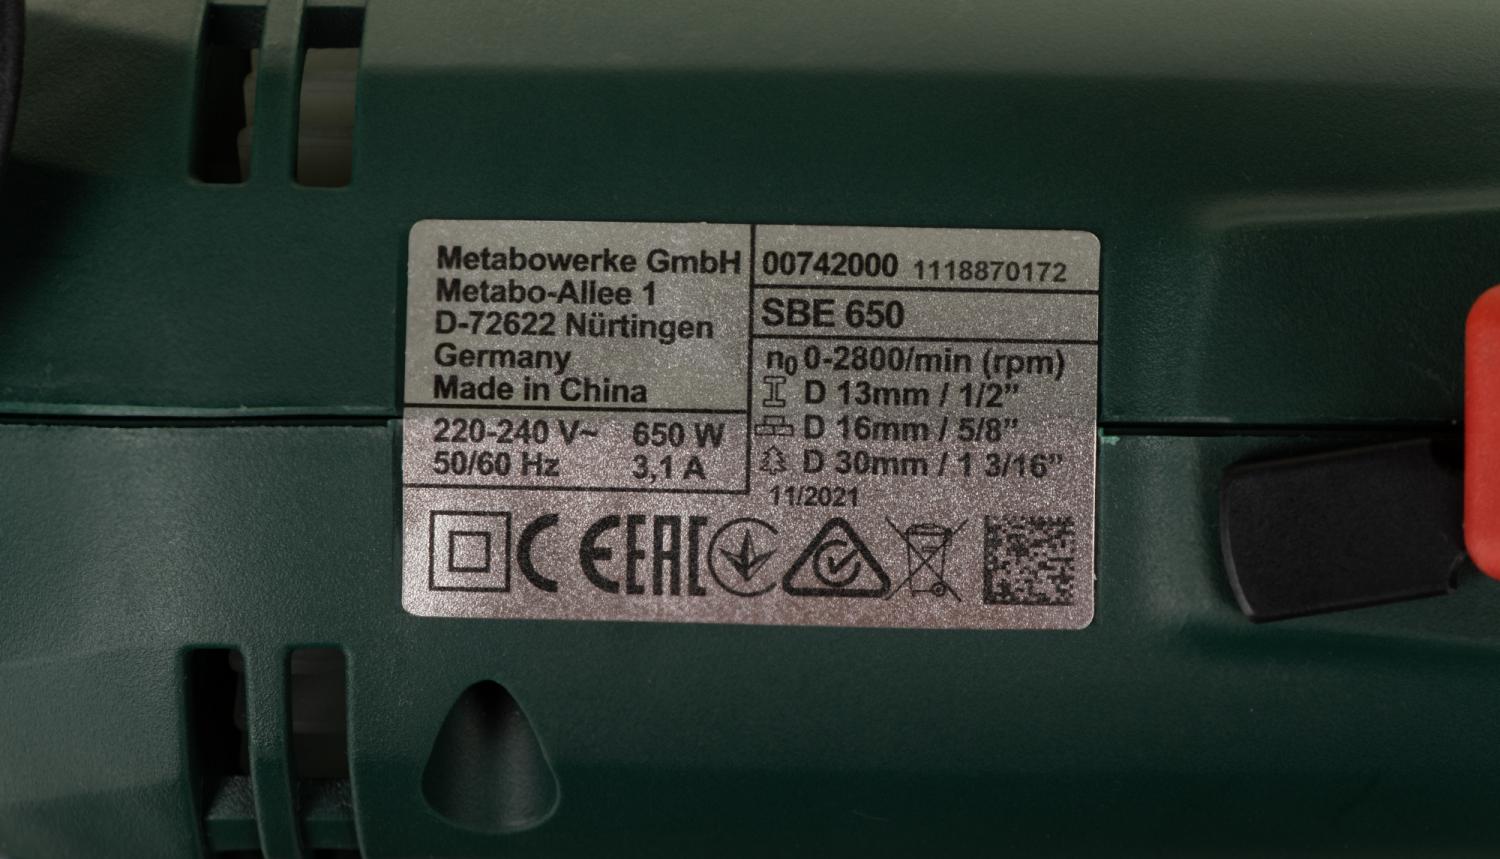 Metabowerke GmbH
Metabo-Allee 1
D-72622 Nürtingen
Germany
Made in China
220-240 V~ 650 W
50/60 Hz 3,1 A
00742000 1118870172
SBE 650
n0 0-2800/min (rpm)
D 13mm / 1/2”
D 16mm / 5/8”
D 30mm / 1 3/16”
11/2021
CE EAC